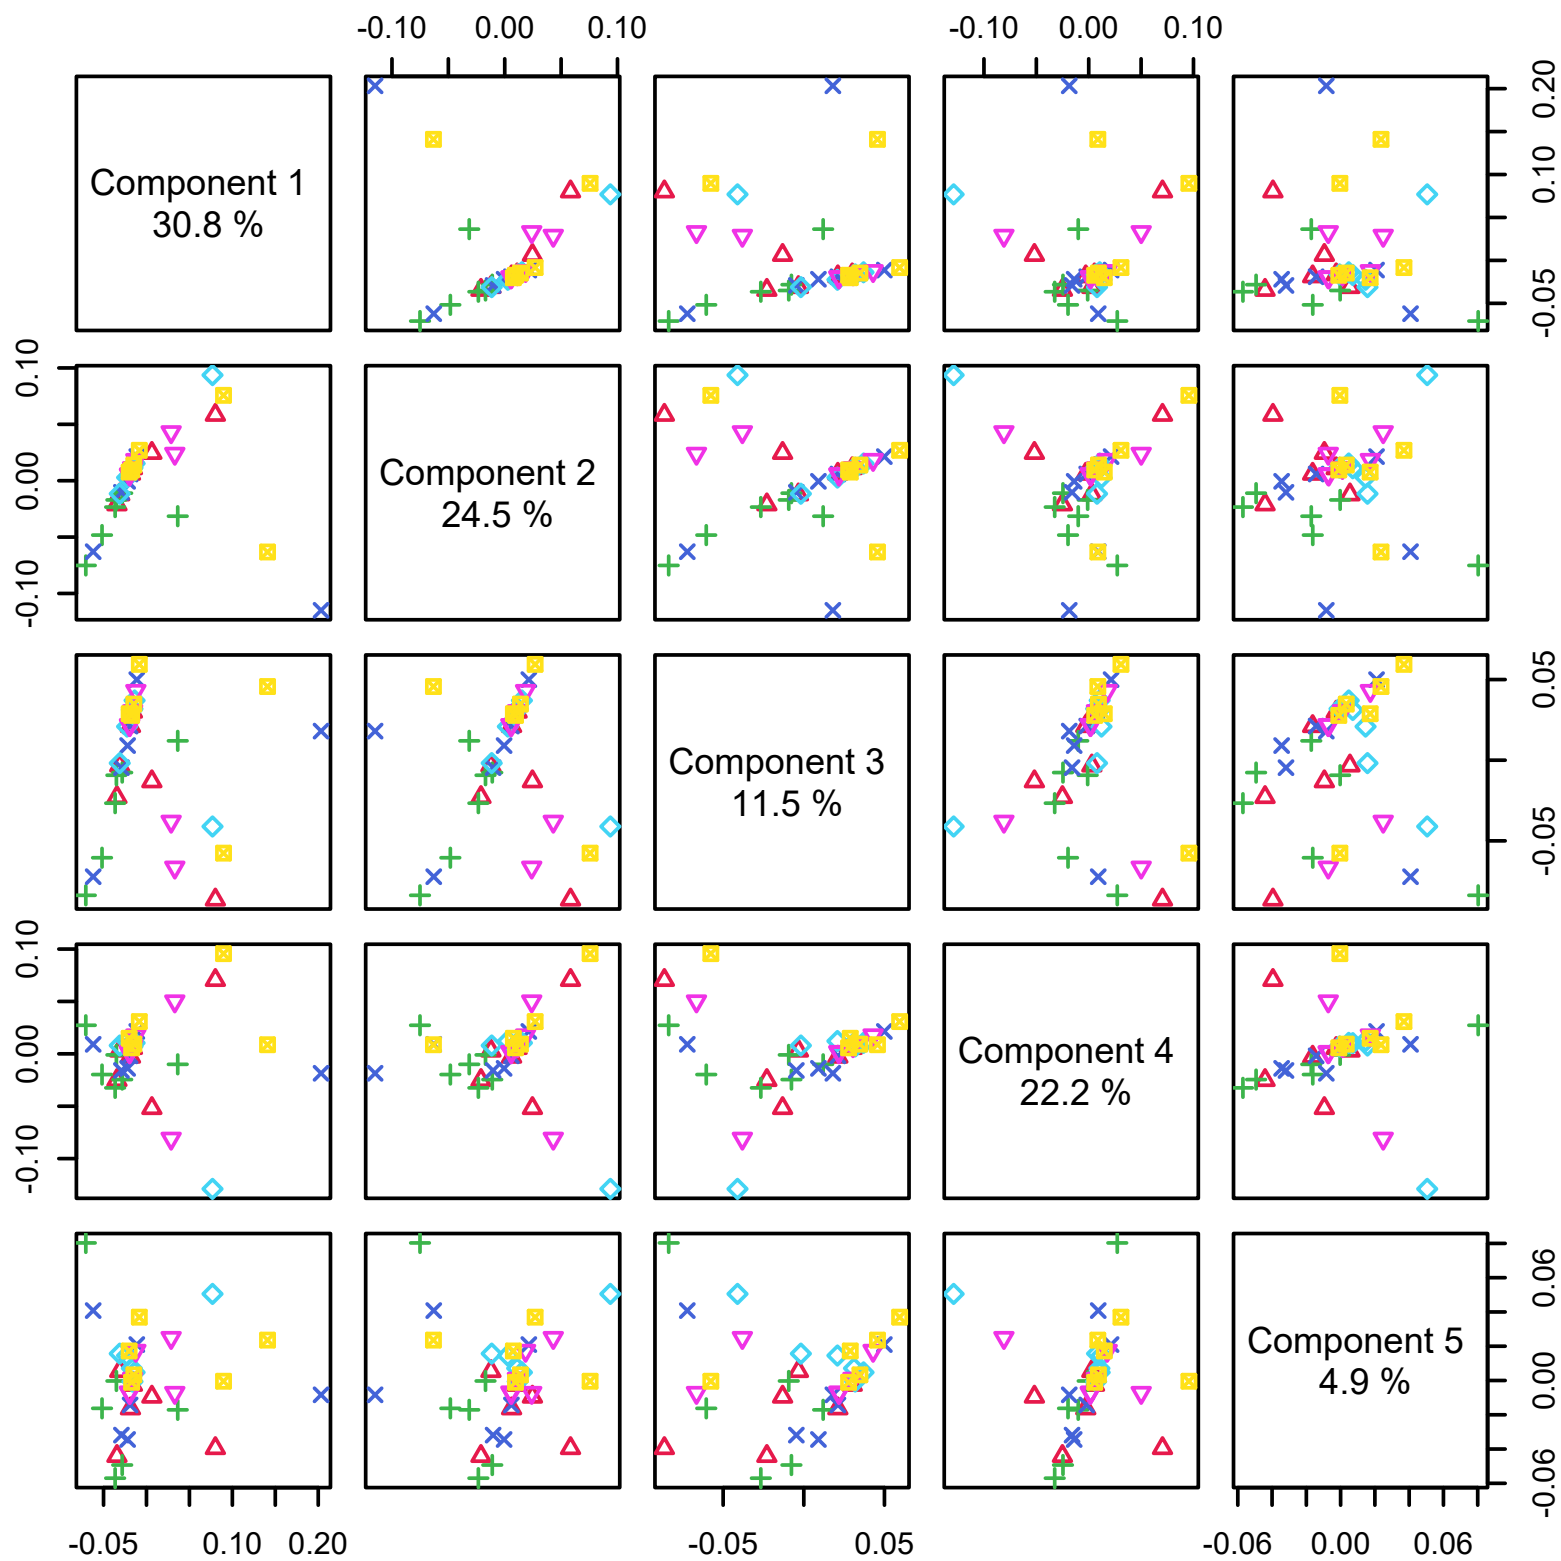 -0.10 0.00 0.10 -0.10 0.00 0.10
Component 1
30.8 %
-0.05 0.10 0.20
-0.10 0.00 0.10
Component 2
24.5 %
Component 3
11.5 %
-0.05 0.05
-0.10 0.00 0.10
Component 4
22.2 %
Component 5
4.9 %
-0.06 0.00 0.06
-0.05 0.10 0.20 -0.05 0.05 -0.06 0.00 0.06